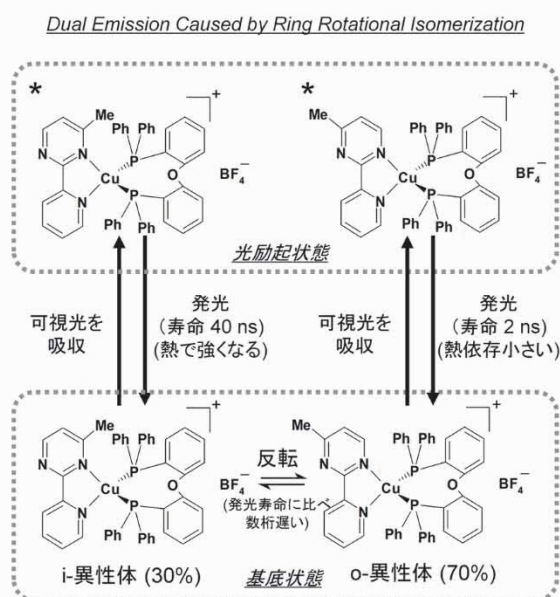 Dual Emission Caused by Ring Rotational Isomerization
* Me N N N Cu Ph Ph P P Ph Ph O + BF4−
* Me N N N Cu Ph Ph P P Ph Ph O + BF4−
光励起状態
可視光を
吸収
発光
(寿命 40 ns)
(熱で強くなる)
可視光を
吸収
発光
(寿命 2 ns)
(熱依存小さい)
Me N N N Cu Ph Ph P P Ph Ph O + BF4−
反転
(発光寿命に比べ
数桁遅い)
Me N N N Cu Ph Ph P P Ph Ph O + BF4−
i-異性体 (30%)
基底状態
o-異性体 (70%)